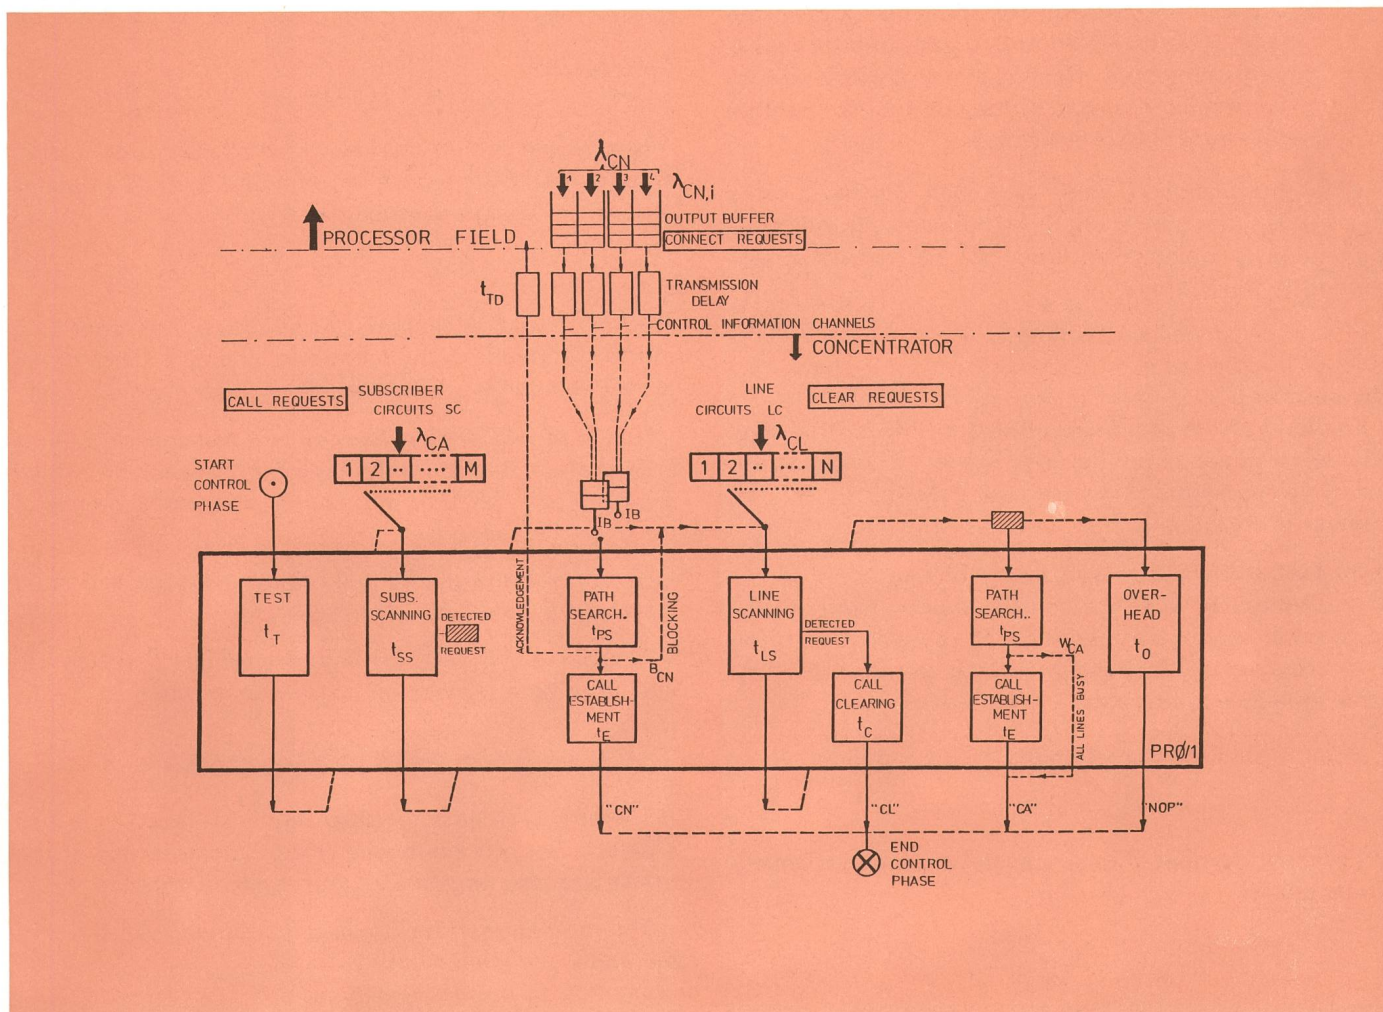 λCN
1 2 3 4
λCN,i
OUTPUT BUFFER
PROCESSOR FIELD
CONNECT REQUESTS
tTD
TRANSMISSION
DELAY
CONTROL INFORMATION CHANNELS
CONCENTRATOR
CALL REQUESTS
SUBSCRIBER
CIRCUITS SC
LINE
CIRCUITS LC
CLEAR REQUESTS
λCA
λCL
START
CONTROL
PHASE
1 2 .. .... M
1 2 .. .... N
IB
IB
TEST
tT
SUBS.
SCANNING
tSS
DETECTED
REQUEST
ACKNOWLEDGEMENT
PATH
SEARCH.
tPS
BLOCKING
BCN
CALL
ESTABLISH-
MENT
tE
LINE
SCANNING
tLS
DETECTED
REQUEST
CALL
CLEARING
tC
PATH
SEARCH..
tPS
WCA
CALL
ESTABLISH-
MENT
tE
ALL LINES BUSY
OVER-
HEAD
tO
PRØ/1
"CN"
"CL"
"CA"
"NOP"
END
CONTROL
PHASE